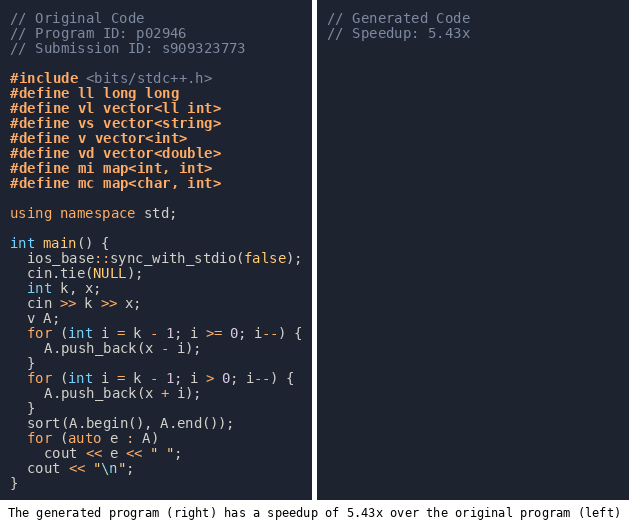 // Original Code
// Program ID: p02946
// Submission ID: s909323773
#include <bits/stdc++.h>
#define ll long long
#define vl vector<ll int>
#define vs vector<string>
#define v vector<int>
#define vd vector<double>
#define mi map<int, int>
#define mc map<char, int>
using namespace std;
int main() {
  ios_base::sync_with_stdio(false);
  cin.tie(NULL);
  int k, x;
  cin >> k >> x;
  v A;
  for (int i = k - 1; i >= 0; i--) {
    A.push_back(x - i);
  }
  for (int i = k - 1; i > 0; i--) {
    A.push_back(x + i);
  }
  sort(A.begin(), A.end());
  for (auto e : A)
    cout << e << " ";
  cout << "\n";
}
// Generated Code
// Speedup: 5.43x
The generated program (right) has a speedup of 5.43x over the original program (left)